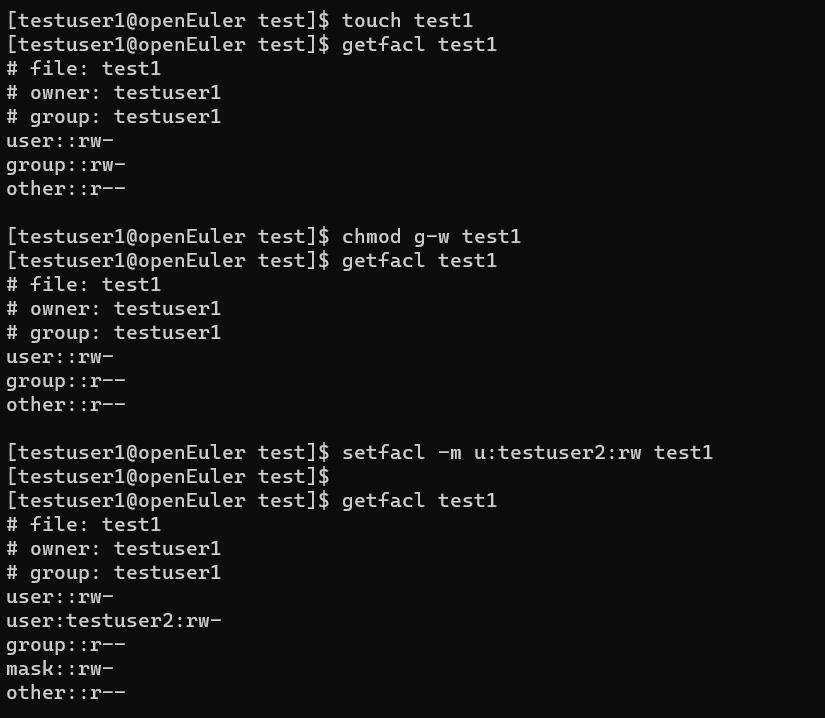 [testuser1@openEuler test]$ touch test1
[testuser1@openEuler test]$ getfacl test1
# file: test1
# owner: testuser1
# group: testuser1
user::rw-
group::rw-
other::r--
[testuser1@openEuler test]$ chmod g-w test1
[testuser1@openEuler test]$ getfacl test1
# file: test1
# owner: testuser1
# group: testuser1
user::rw-
group::r--
other::r--
[testuser1@openEuler test]$ setfacl -m u:testuser2:rw test1
[testuser1@openEuler test]$
[testuser1@openEuler test]$ getfacl test1
# file: test1
# owner: testuser1
# group: testuser1
user::rw-
user:testuser2:rw-
group::r--
mask::rw-
other::r--